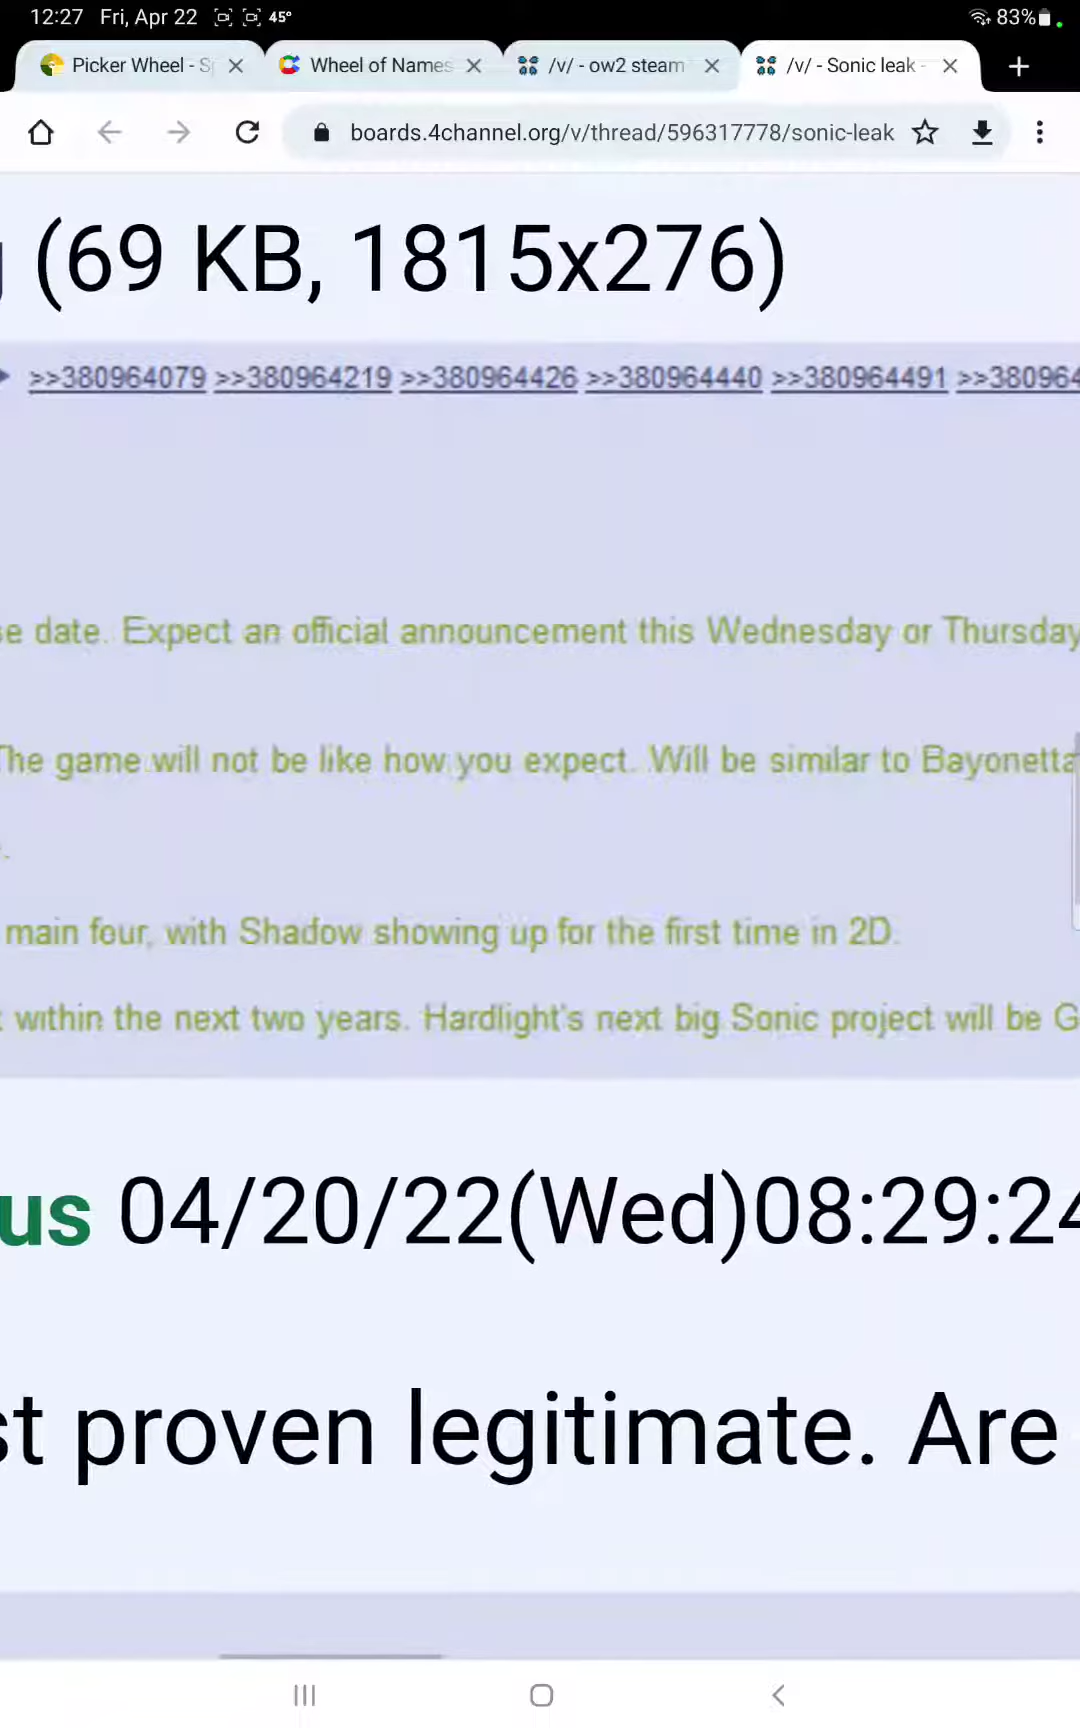 12:27 Fri, Apr 22 45° 83%
Picker Wheel - Sp Wheel of Names /v/ - ow2 steam /v/ - Sonic leak -
boards.4channel.org/v/thread/596317778/sonic-leak
(69 KB, 1815x276)
>>380964079 >>380964219 >>380964426 >>380964440 >>380964491 >>380964
se date. Expect an official announcement this Wednesday or Thursday
The game will not be like how you expect. Will be similar to Bayonetta
.
main four, with Shadow showing up for the first time in 2D.
within the next two years. Hardlight's next big Sonic project will be G
us 04/20/22(Wed)08:29:24
st proven legitimate. Are